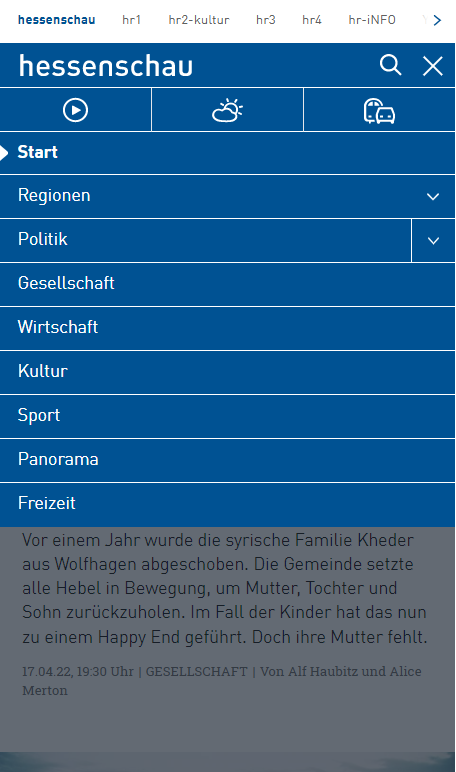 hessenschau hr1 hr2-kultur hr3 hr4 hr-iNFO
hessenschau
Start
Regionen
Politik
Gesellschaft
Wirtschaft
Kultur
Sport
Panorama
Freizeit
Vor einem Jahr wurde die syrische Familie Kheder
aus Wolfhagen abgeschoben. Die Gemeinde setzte
alle Hebel in Bewegung, um Mutter, Tochter und
Sohn zurückzuholen. Im Fall der Kinder hat das nun
zu einem Happy End geführt. Doch ihre Mutter fehlt.
17.04.22, 19:30 Uhr | GESELLSCHAFT | Von Alf Haubitz und Alice
Merton